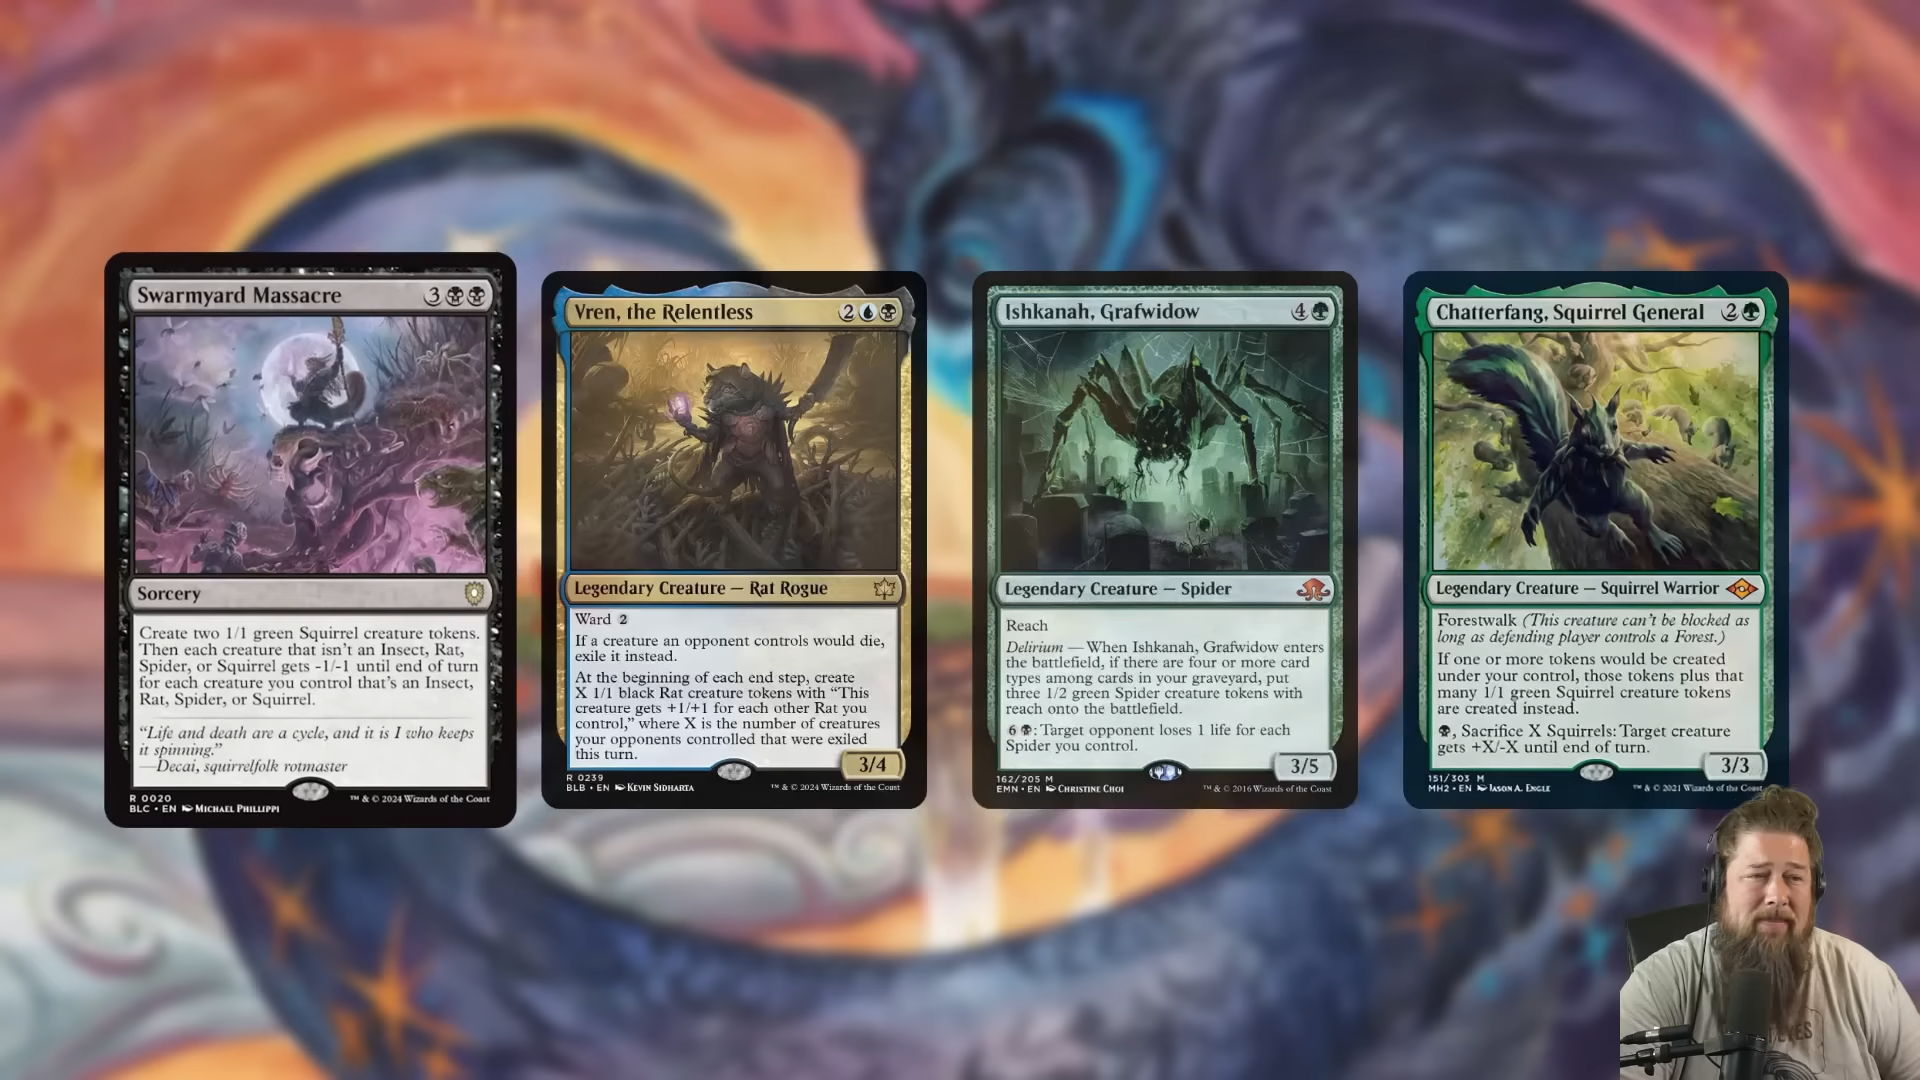 Swarmyard Massacre 3
Sorcery
Create two 1/1 green Squirrel creature tokens.
Then each creature that isn't an Insect, Rat,
Spider, or Squirrel gets -1/-1 until end of turn
for each creature you control that's an Insect,
Rat, Spider, or Squirrel.
“Life and death are a cycle, and it is I who keeps
it spinning.”
—Decai, squirrelfolk rotmaster
R 0020
BLC • EN Michael Phillippi
™ & © 2024 Wizards of the Coast
Vren, the Relentless 2
Legendary Creature — Rat Rogue
Ward 2
If a creature an opponent controls would die,
exile it instead.
At the beginning of each end step, create
X 1/1 black Rat creature tokens with “This
creature gets +1/+1 for each other Rat you
control,” where X is the number of creatures
your opponents controlled that were exiled
this turn.
3/4
R 0239
BLB • EN Kevin Sidharta
™ & © 2024 Wizards of the Coast
Ishkanah, Grafwidow 4
Legendary Creature — Spider
Reach
Delirium — When Ishkanah, Grafwidow enters
the battlefield, if there are four or more card
types among cards in your graveyard, put
three 1/2 green Spider creature tokens with
reach onto the battlefield.
6 : Target opponent loses 1 life for each
Spider you control.
3/5
162/205 M
EMN • EN Christine Choi
™ & © 2016 Wizards of the Coast
Chatterfang, Squirrel General 2
Legendary Creature — Squirrel Warrior
Forestwalk (This creature can't be blocked as
long as defending player controls a Forest.)
If one or more tokens would be created
under your control, those tokens plus that
many 1/1 green Squirrel creature tokens
are created instead.
, Sacrifice X Squirrels: Target creature
gets +X/-X until end of turn.
3/3
151/303 M
MH2 • EN Jason A. Engle
™ & © 2021 Wizards of the Coast